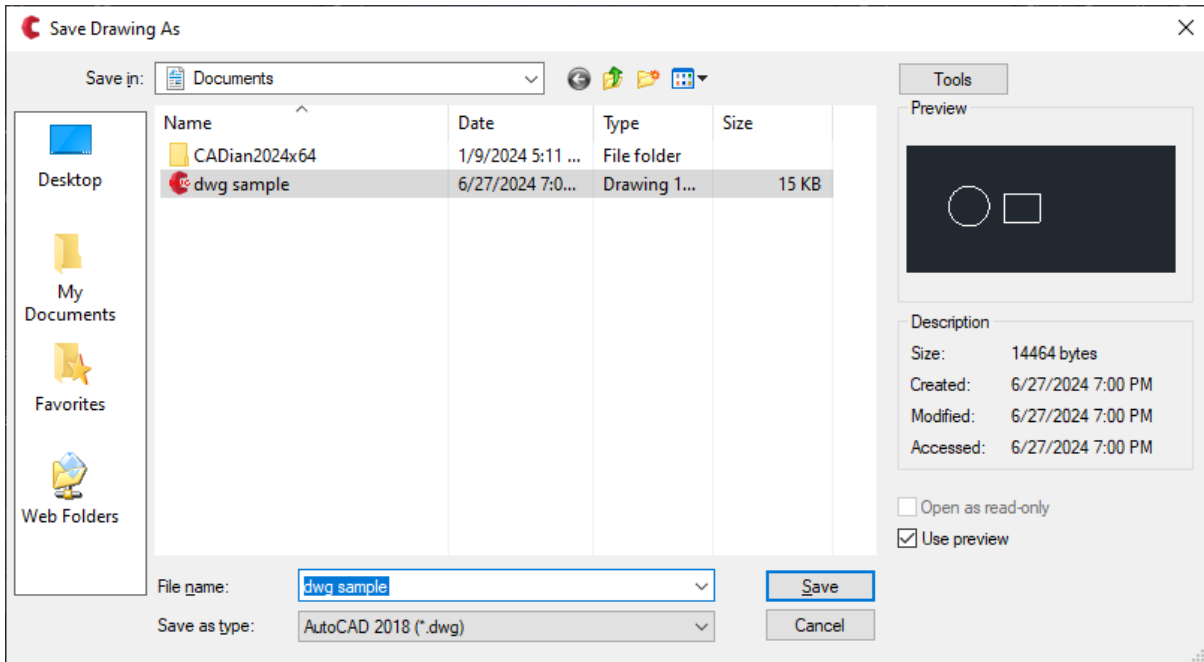 Save Drawing As
Save in: Documents Tools
Preview
Name Date Type Size
CADian2024x64 1/9/2024 5:11 ... File folder
dwg sample 6/27/2024 7:0... Drawing 1... 15 KB
Desktop
My
Documents
Favorites
Web Folders
Description
Size: 14464 bytes
Created: 6/27/2024 7:00 PM
Modified: 6/27/2024 7:00 PM
Accessed: 6/27/2024 7:00 PM
Open as read-only
Use preview
File name: dwg sample Save
Save as type: AutoCAD 2018 (*.dwg) Cancel